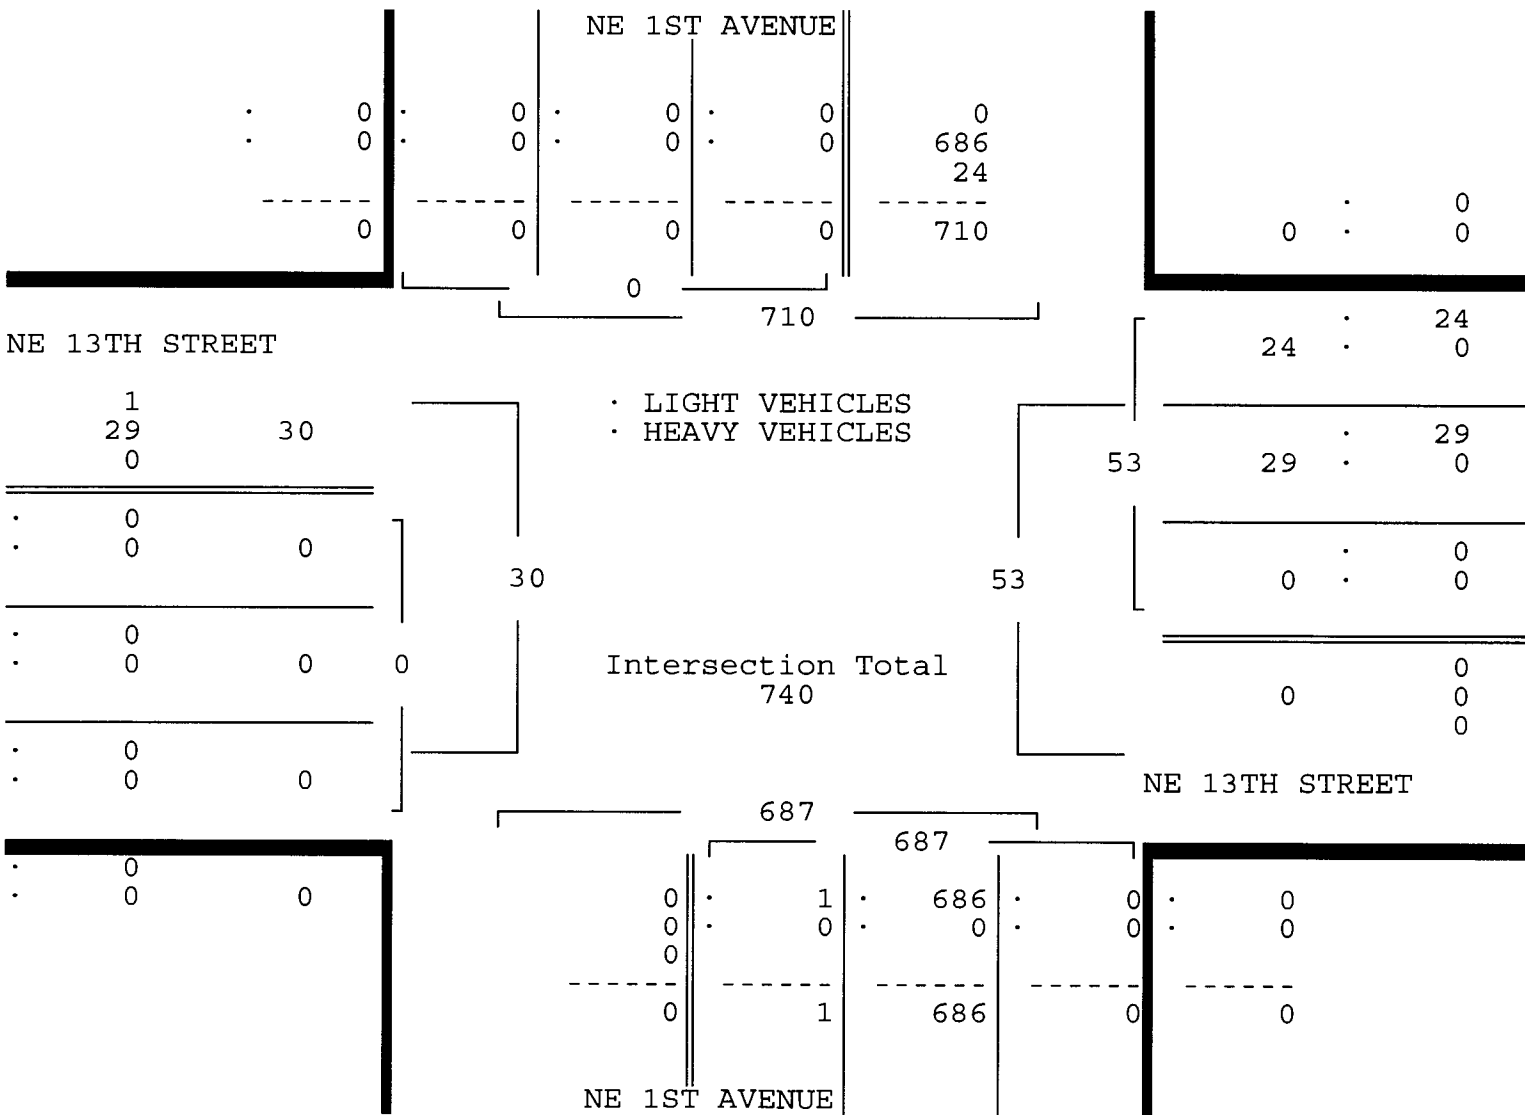 NE 1ST AVENUE
· 0 · 0 · 0 · 0 0
· 0 · 0 · 0 · 0 686
24
------ ------ ------ ------ ------
0 0 0 0 710
· 0
0 · 0
0
710
NE 13TH STREET
· 24
24 · 0
1
29 30
0
· LIGHT VEHICLES
· HEAVY VEHICLES
· 29
53 29 · 0
· 0
· 0 0
· 0
0 · 0
30
53
· 0
· 0 0 0
Intersection Total
740
0
0 0
0
· 0
· 0 0
NE 13TH STREET
687
687
· 0
· 0 0
0 · 1 · 686 · 0 · 0
0 · 0 · 0 · 0 · 0
0
------ ------ ------ ------ ------
0 1 686 0 0
NE 1ST AVENUE